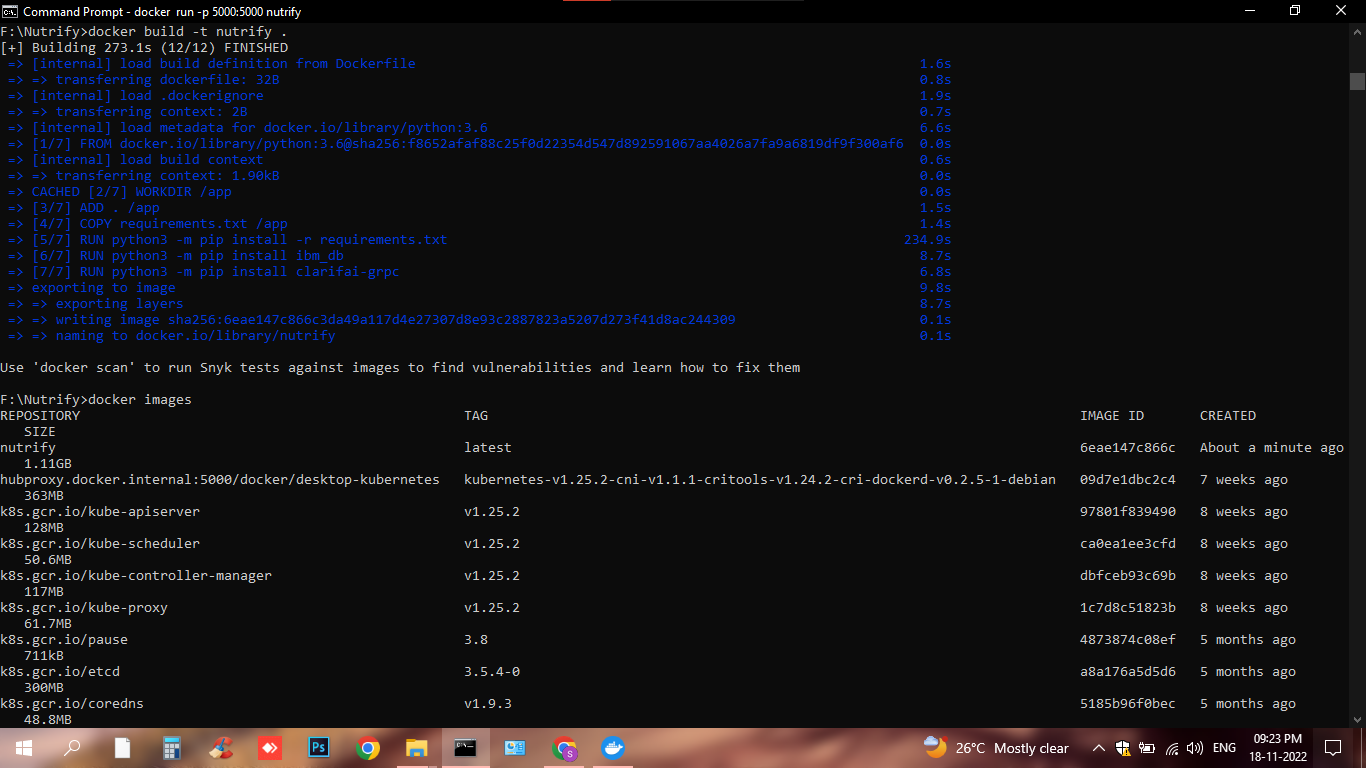 Command Prompt - docker run -p 5000:5000 nutrify
F:\Nutrify>docker build -t nutrify .
[+] Building 273.1s (12/12) FINISHED
=> [internal] load build definition from Dockerfile 1.6s
=> => transferring dockerfile: 32B 0.8s
=> [internal] load .dockerignore 1.9s
=> => transferring context: 2B 0.7s
=> [internal] load metadata for docker.io/library/python:3.6 6.6s
=> [1/7] FROM docker.io/library/python:3.6@sha256:f8652afaf88c25f0d22354d547d892591067aa4026a7fa9a6819df9f300af6 0.0s
=> [internal] load build context 0.6s
=> => transferring context: 1.90kB 0.0s
=> CACHED [2/7] WORKDIR /app 0.0s
=> [3/7] ADD . /app 1.5s
=> [4/7] COPY requirements.txt /app 1.4s
=> [5/7] RUN python3 -m pip install -r requirements.txt 234.9s
=> [6/7] RUN python3 -m pip install ibm_db 8.7s
=> [7/7] RUN python3 -m pip install clarifai-grpc 6.8s
=> exporting to image 9.8s
=> => exporting layers 8.7s
=> => writing image sha256:6eae147c866c3da49a117d4e27307d8e93c2887823a5207d273f41d8ac244309 0.1s
=> => naming to docker.io/library/nutrify 0.1s
Use 'docker scan' to run Snyk tests against images to find vulnerabilities and learn how to fix them
F:\Nutrify>docker images
REPOSITORY TAG IMAGE ID CREATED
SIZE
nutrify latest 6eae147c866c About a minute ago
1.11GB
hubproxy.docker.internal:5000/docker/desktop-kubernetes kubernetes-v1.25.2-cni-v1.1.1-critools-v1.24.2-cri-dockerd-v0.2.5-1-debian 09d7e1dbc2c4 7 weeks ago
363MB
k8s.gcr.io/kube-apiserver v1.25.2 97801f839490 8 weeks ago
128MB
k8s.gcr.io/kube-scheduler v1.25.2 ca0ea1ee3cfd 8 weeks ago
50.6MB
k8s.gcr.io/kube-controller-manager v1.25.2 dbfceb93c69b 8 weeks ago
117MB
k8s.gcr.io/kube-proxy v1.25.2 1c7d8c51823b 8 weeks ago
61.7MB
k8s.gcr.io/pause 3.8 4873874c08ef 5 months ago
711kB
k8s.gcr.io/etcd 3.5.4-0 a8a176a5d5d6 5 months ago
300MB
k8s.gcr.io/coredns v1.9.3 5185b96f0bec 5 months ago
48.8MB
Ps
S
26°C Mostly clear
ENG
09:23 PM
18-11-2022